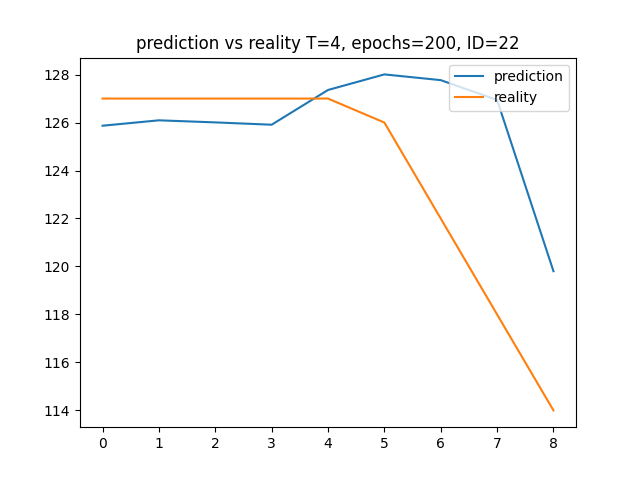 prediction vs reality T=4, epochs=200, ID=22
prediction
reality
128
126
124
122
120
118
116
114
0 1 2 3 4 5 6 7 8